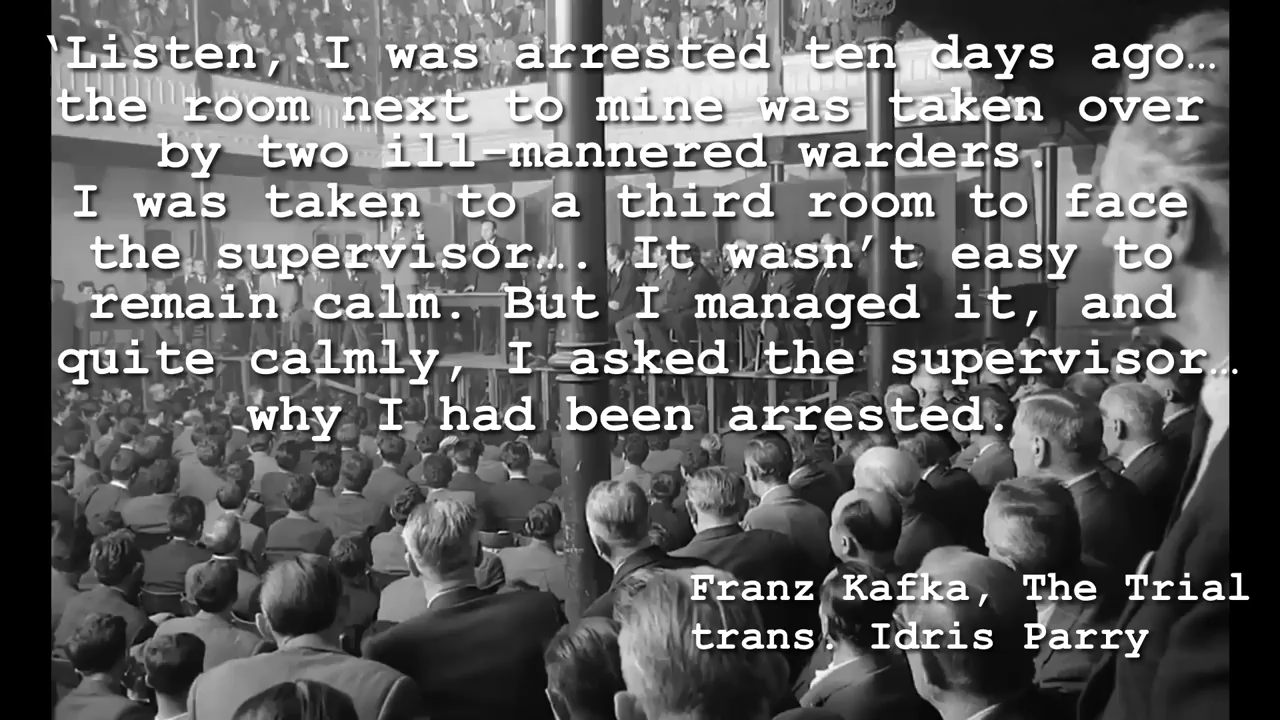 ‘Listen, I was arrested ten days ago…
the room next to mine was taken over
by two ill-mannered warders.
I was taken to a third room to face
the supervisor…. It wasn’t easy to
remain calm. But I managed it, and
quite calmly, I asked the supervisor…
why I had been arrested.
Franz Kafka, The Trial
trans. Idris Parry